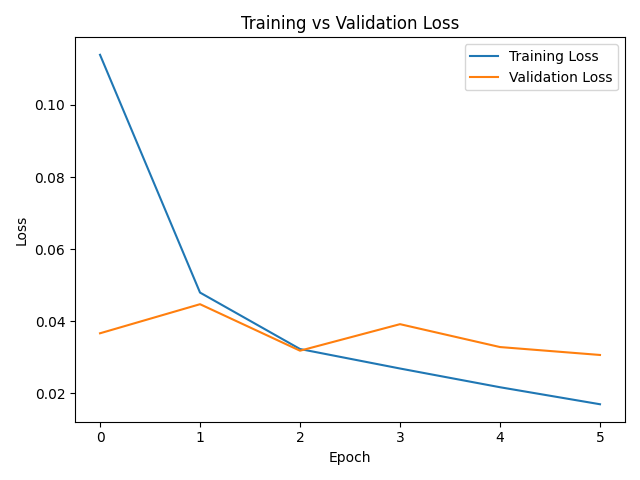 Training vs Validation Loss
Training Loss
Validation Loss
0.10
0.08
0.06
0.04
0.02
Loss
0 1 2 3 4 5
Epoch